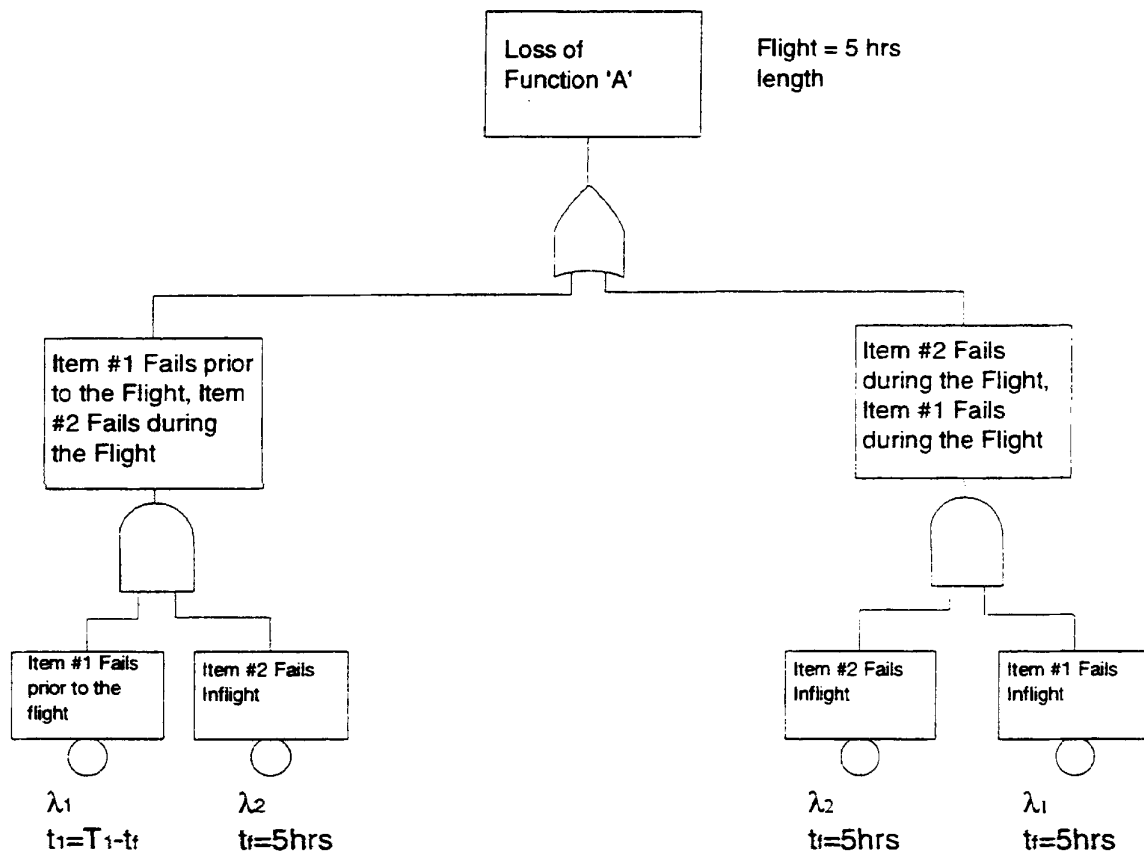 Loss of
Function 'A'
Flight = 5 hrs
length
Item #1 Fails prior
to the Flight, Item
#2 Fails during
the Flight
Item #2 Fails
during the Flight,
Item #1 Fails
during the Flight
Item #1 Fails
prior to the
flight
Item #2 Fails
Inflight
Item #2 Fails
Inflight
Item #1 Fails
Inflight
λ1
t1=T1-tf
λ2
tf=5hrs
λ2
tf=5hrs
λ1
tf=5hrs